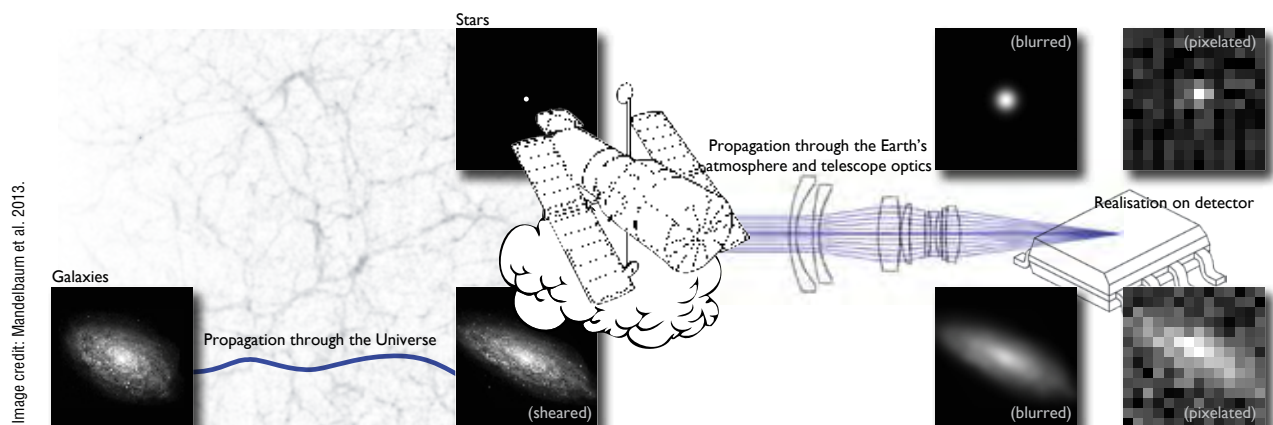 Stars
(blurred)
(pixelated)
Propagation through the Earth's
atmosphere and telescope optics
Realisation on detector
Image credit: Mandelbaum et al. 2013.
Galaxies
Propagation through the Universe
(sheared)
(blurred)
(pixelated)